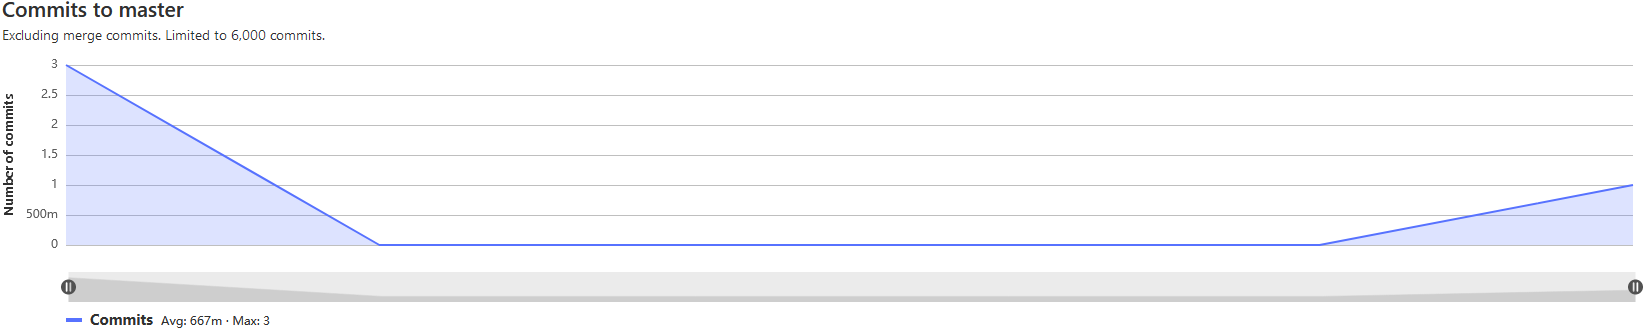 Commits to master
Excluding merge commits. Limited to 6,000 commits.
Number of commits
3
2.5
2
1.5
1
500m
0
Commits Avg: 667m · Max: 3